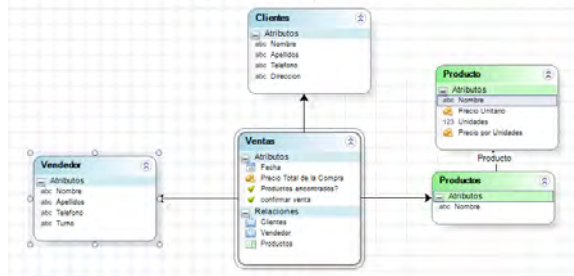 Clientes
Atributos
abc Nombre
abc Apellidos
abc Telefono
abc Direccion
Producto
Atributos
abc Nombre
Precio Unitario
123 Unidades
Precio por Unidades
Producto
Ventas
Atributos
Fecha
Precio Total de la Compra
Productos encontrados?
confirmar venta
Relaciones
Clientes
Vendedor
Productos
Vendedor
Atributos
abc Nombre
abc Apellidos
abc Telefono
abc Turno
Productos
Atributos
abc Nombre